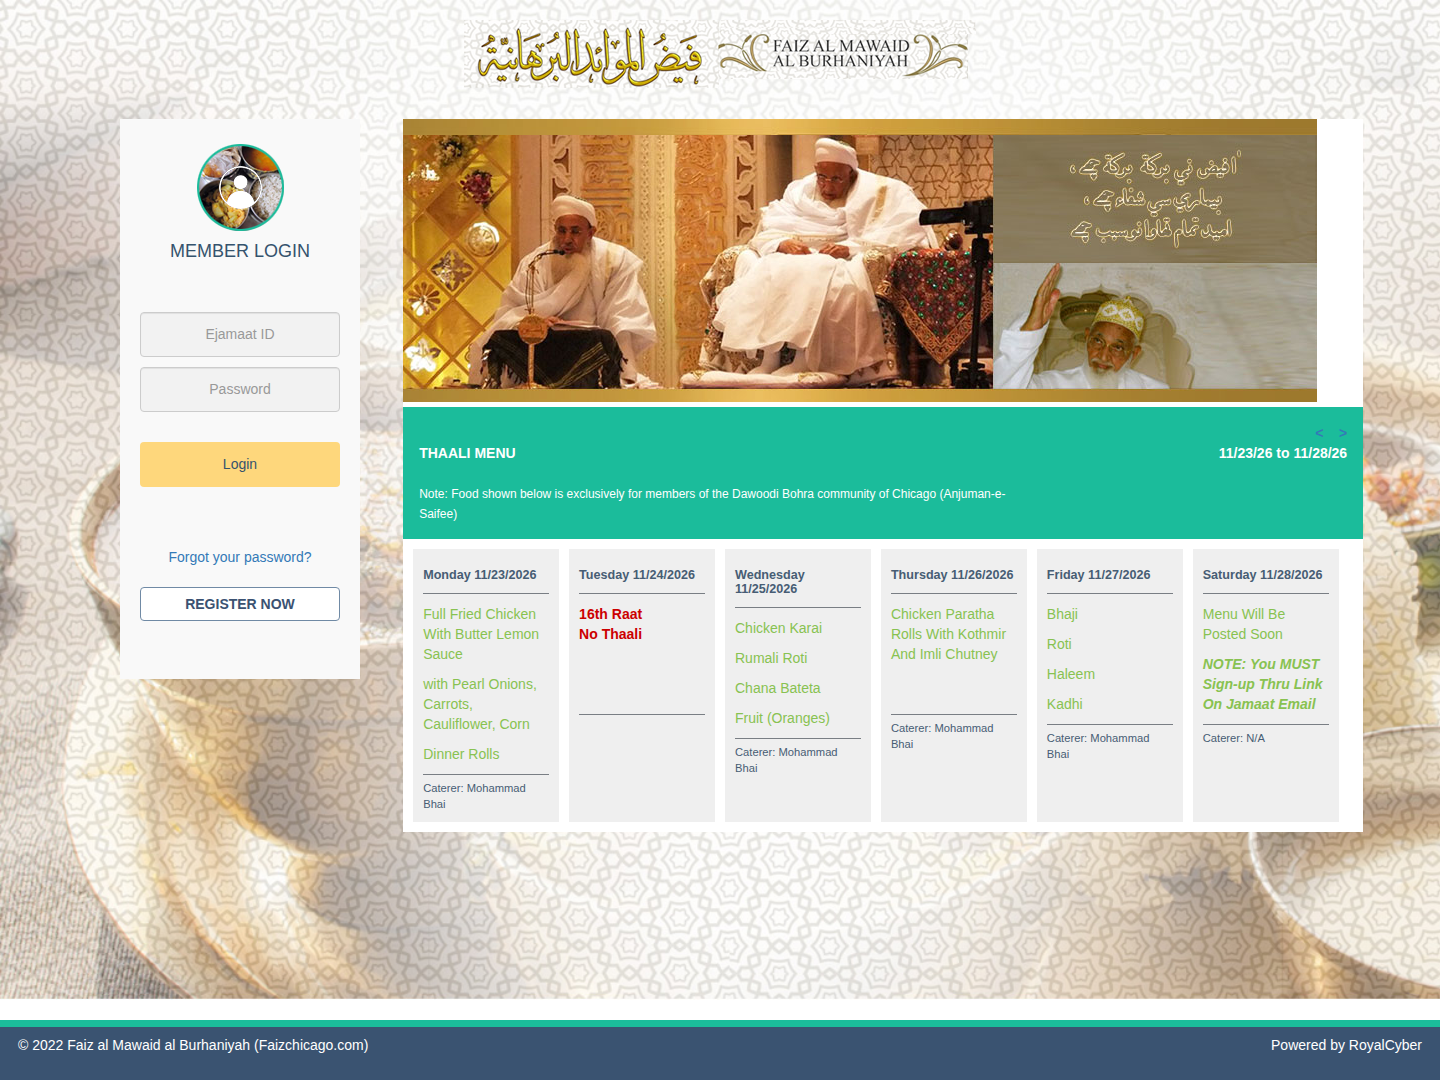 فيض الموائد البرهانية
FAIZ AL MAWAID
AL BURHANIYAH
MEMBER LOGIN
Ejamaat ID
Password
Login
Forgot your password?
REGISTER NOW
< >
THAALI MENU
11/23/26 to 11/28/26
Note: Food shown below is exclusively for members of the Dawoodi Bohra community of Chicago (Anjuman-e-
Saifee)
Monday 11/23/2026
Full Fried Chicken
With Butter Lemon
Sauce
with Pearl Onions,
Carrots,
Cauliflower, Corn
Dinner Rolls
Caterer: Mohammad
Bhai
Tuesday 11/24/2026
16th Raat
No Thaali
Wednesday
11/25/2026
Chicken Karai
Rumali Roti
Chana Bateta
Fruit (Oranges)
Caterer: Mohammad
Bhai
Thursday 11/26/2026
Chicken Paratha
Rolls With Kothmir
And Imli Chutney
Caterer: Mohammad
Bhai
Friday 11/27/2026
Bhaji
Roti
Haleem
Kadhi
Caterer: Mohammad
Bhai
Saturday 11/28/2026
Menu Will Be
Posted Soon
NOTE: You MUST
Sign-up Thru Link
On Jamaat Email
Caterer: N/A
© 2022 Faiz al Mawaid al Burhaniyah (Faizchicago.com)
Powered by RoyalCyber